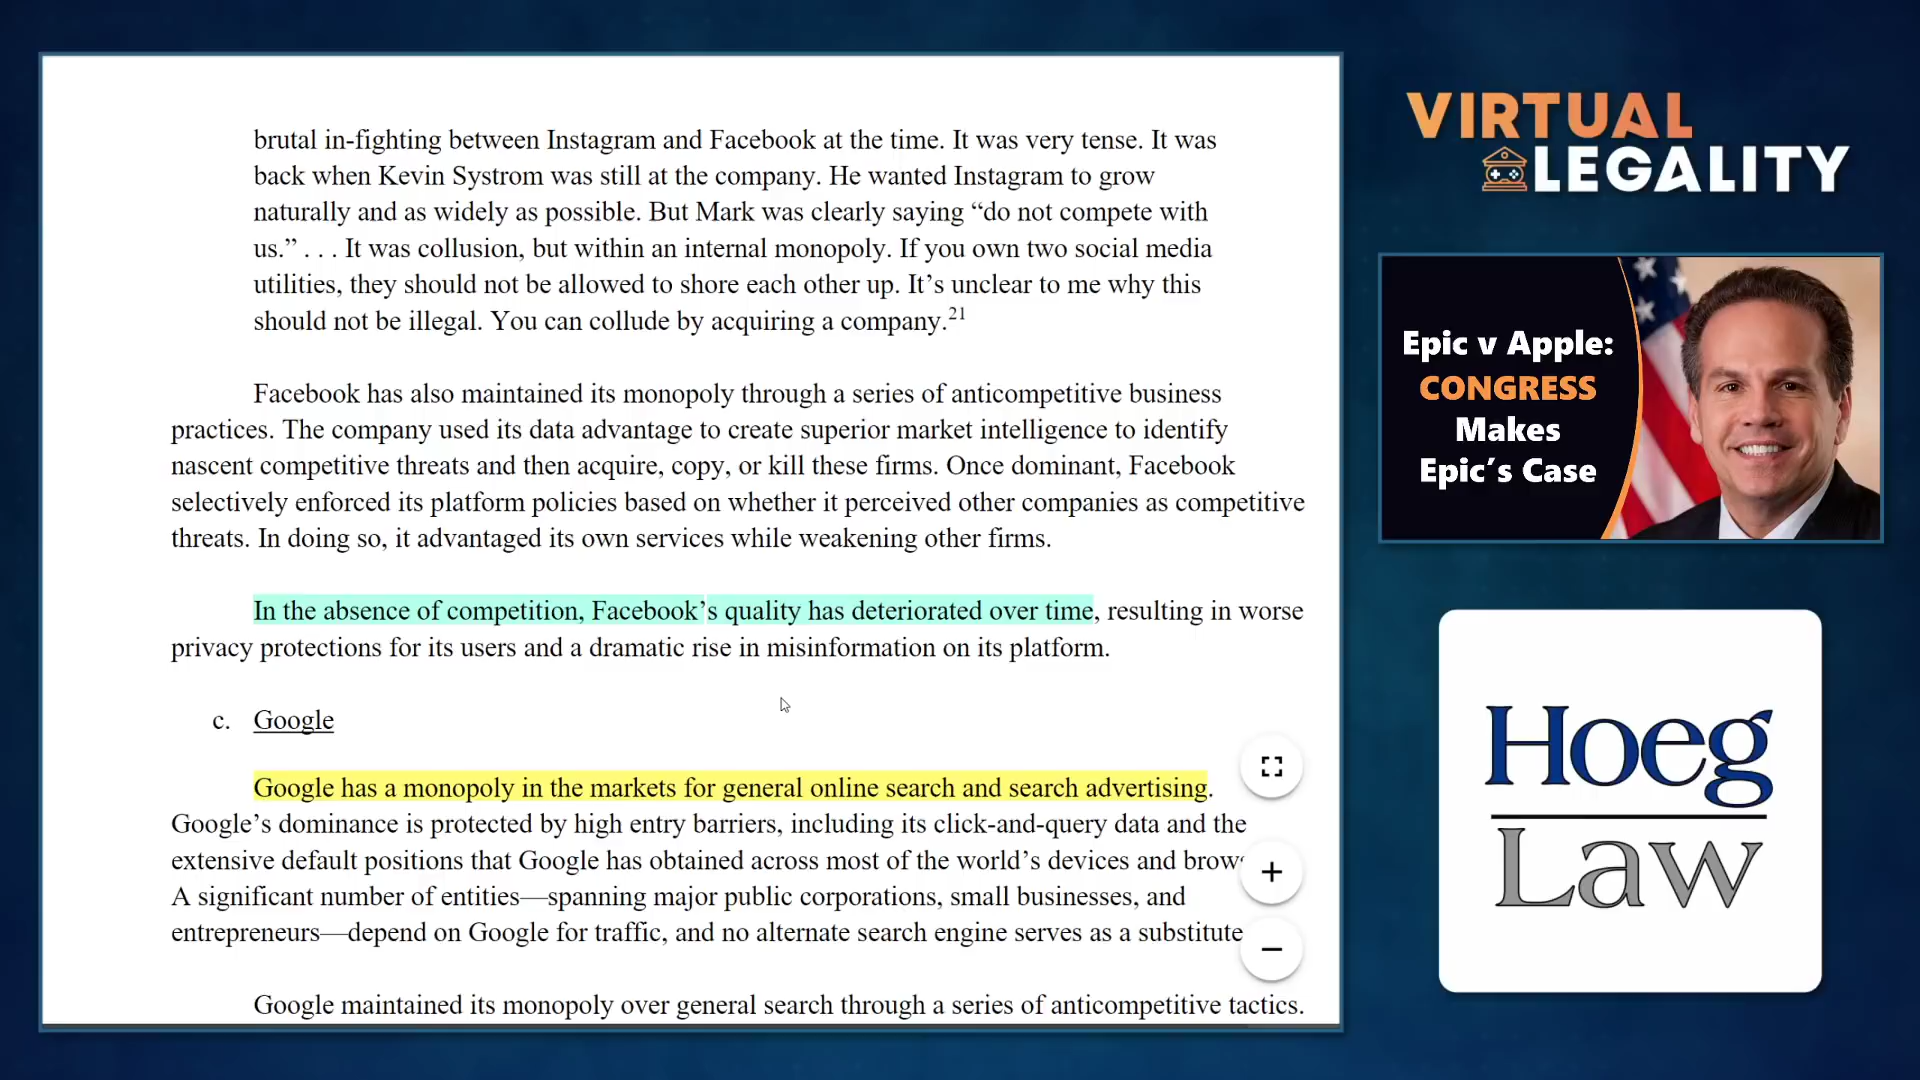 brutal in-fighting between Instagram and Facebook at the time. It was very tense. It was
back when Kevin Systrom was still at the company. He wanted Instagram to grow
naturally and as widely as possible. But Mark was clearly saying “do not compete with
us.” . . . It was collusion, but within an internal monopoly. If you own two social media
utilities, they should not be allowed to shore each other up. It’s unclear to me why this
should not be illegal. You can collude by acquiring a company.21
Facebook has also maintained its monopoly through a series of anticompetitive business
practices. The company used its data advantage to create superior market intelligence to identify
nascent competitive threats and then acquire, copy, or kill these firms. Once dominant, Facebook
selectively enforced its platform policies based on whether it perceived other companies as competitive
threats. In doing so, it advantaged its own services while weakening other firms.
In the absence of competition, Facebook’s quality has deteriorated over time, resulting in worse
privacy protections for its users and a dramatic rise in misinformation on its platform.
c. Google
Google has a monopoly in the markets for general online search and search advertising.
Google’s dominance is protected by high entry barriers, including its click-and-query data and the
extensive default positions that Google has obtained across most of the world’s devices and
A significant number of entities—spanning major public corporations, small businesses, and
entrepreneurs—depend on Google for traffic, and no alternate search engine serves as a substitute
Google maintained its monopoly over general search through a series of anticompetitive tactics.
VIRTUAL
LEGALITY
Epic v Apple:
CONGRESS
Makes
Epic’s Case
Hoeg
Law